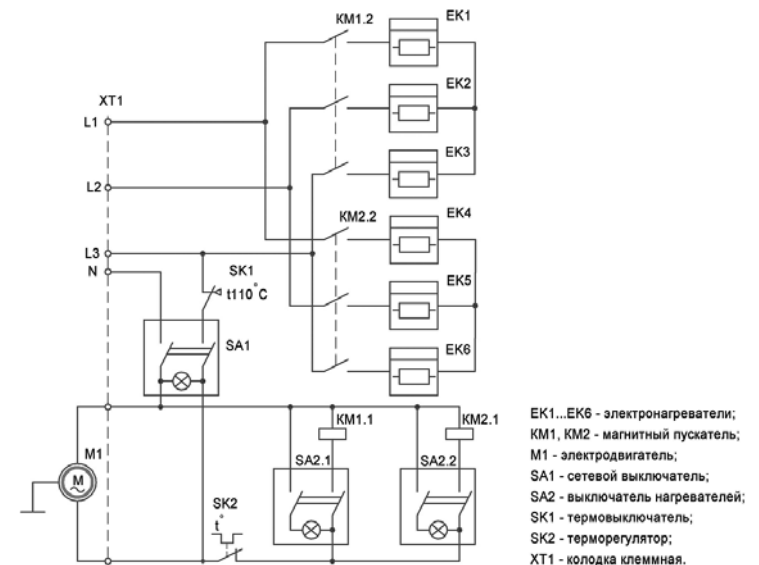 KM1.2
EK1
EK2
XT1
L1
EK3
L2
KM2.2
EK4
L3
N
SK1
t110°C
EK5
SA1
EK6
KM1.1
KM2.1
M1
M
SA2.1
SA2.2
SK2
t°
EK1...EK6 - электронагреватели;
KM1, KM2 - магнитный пускатель;
M1 - электродвигатель;
SA1 - сетевой выключатель;
SA2 - выключатель нагревателей;
SK1 - термовыключатель;
SK2 - терморегулятор;
XT1 - колодка клеммная.